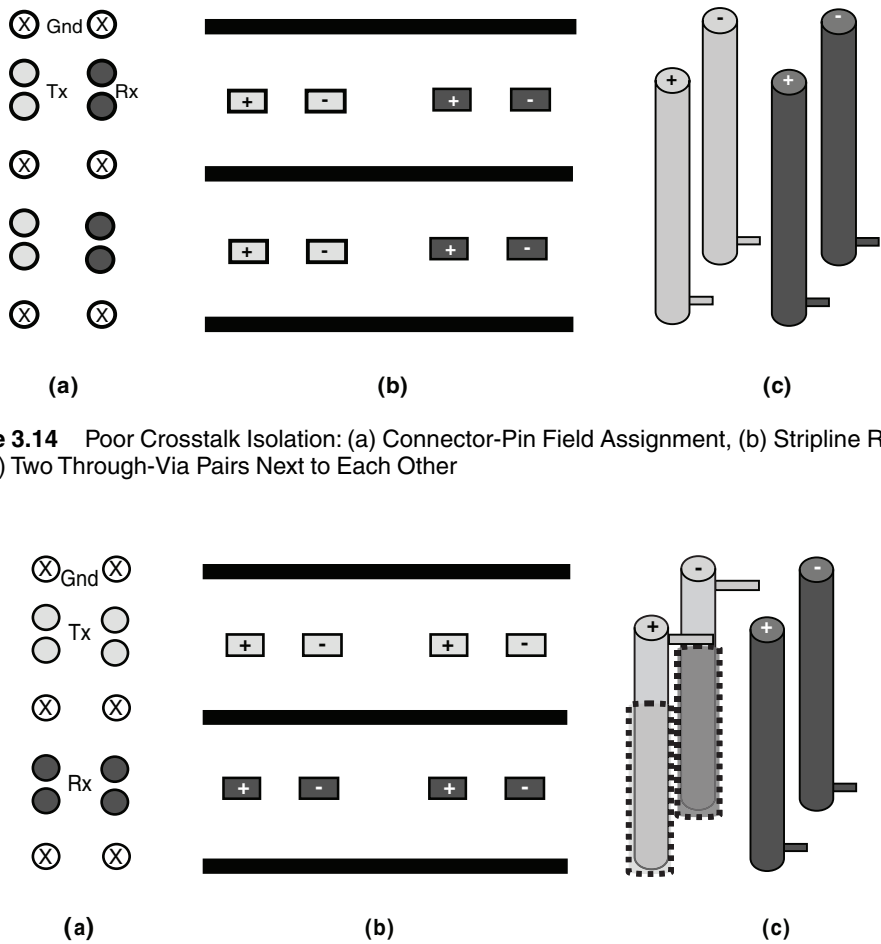 X Gnd X
- -
+ +
Tx Rx
+ - + -
X X
+ - + -
X X
(a) (b) (c)
e 3.14 Poor Crosstalk Isolation: (a) Connector-Pin Field Assignment, (b) Stripline R
) Two Through-Via Pairs Next to Each Other
X Gnd X
- -
+ +
Tx
+ - + -
X X
Rx
+ - + -
X X
(a) (b) (c)